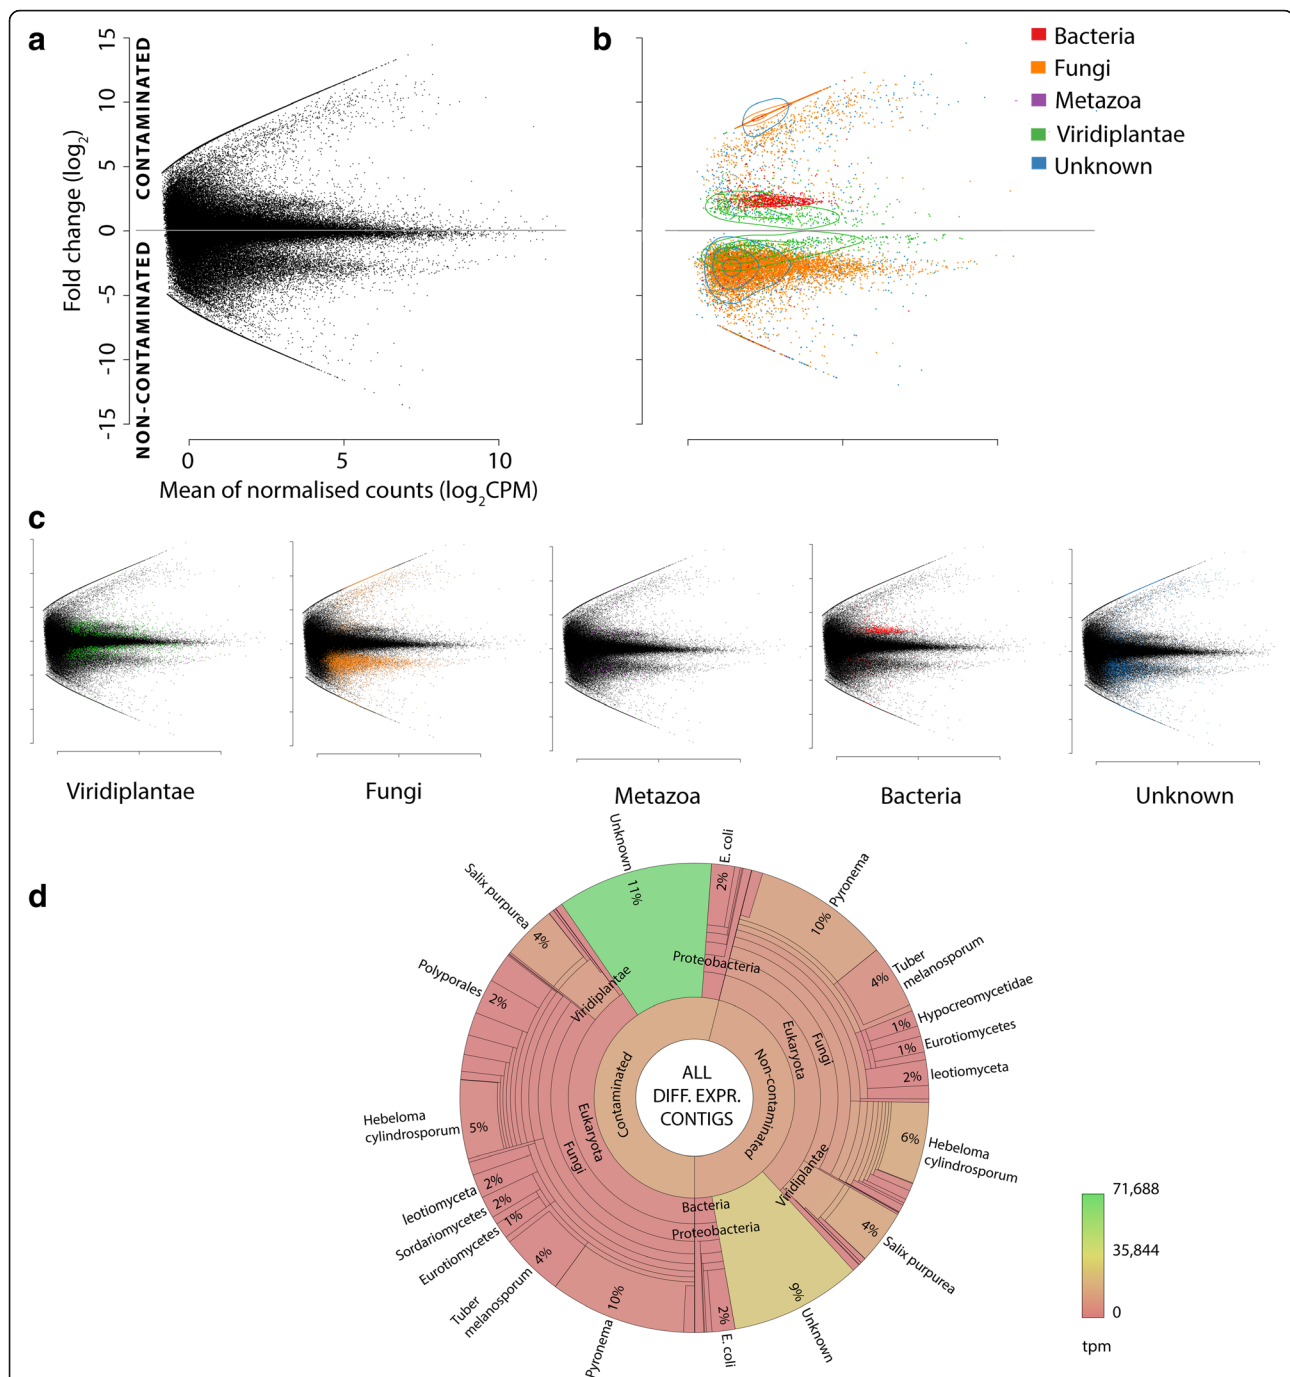 a
15
10
5
0
-5
-10
-15
Fold change (log2)
CONTAMINATED
NON-CONTAMINATED
0
5
10
Mean of normalised counts (log2CPM)
b
Bacteria
Fungi
Metazoa
Viridiplantae
Unknown
c
Viridiplantae
Fungi
Metazoa
Bacteria
Unknown
d
ALL
DIFF. EXPR.
CONTIGS
Contaminated
Non-contaminated
Unknown
11%
E. coli
2%
Proteobacteria
Pyronema
10%
Tuber
melanosporum
4%
Hypocreomycetidae
1%
Eurotiomycetes
1%
leotiomyceta
2%
Eukaryota
Fungi
Hebeloma
cylindrosporum
6%
Viridiplantae
Salix purpurea
4%
Unknown
9%
Bacteria
Proteobacteria
E. coli
2%
Pyronema
10%
Tuber
melanosporum
4%
Eurotiomycetes
1%
Sordariomycetes
2%
leotiomyceta
2%
Hebeloma
cylindrosporum
5%
Eukaryota
Fungi
Polyporales
2%
Salix purpurea
4%
Viridiplantae
71,688
35,844
0
tpm